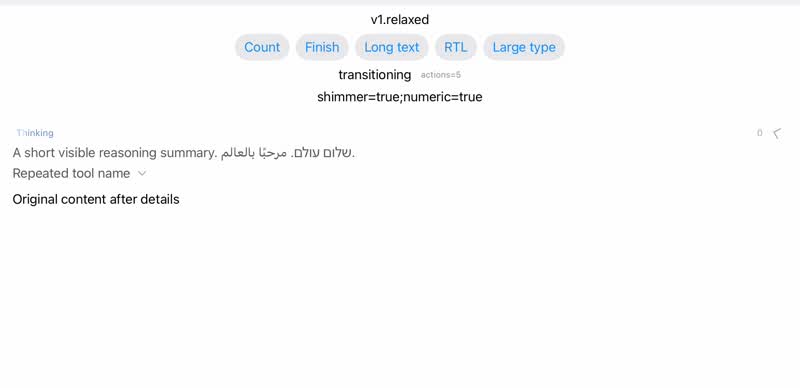 v1.relaxed
Count Finish Long text RTL Large type
transitioning actions=5
shimmer=true;numeric=true
Thinking 0
A short visible reasoning summary. שלום עולם. مرحبًا بالعالم.
Repeated tool name
Original content after details